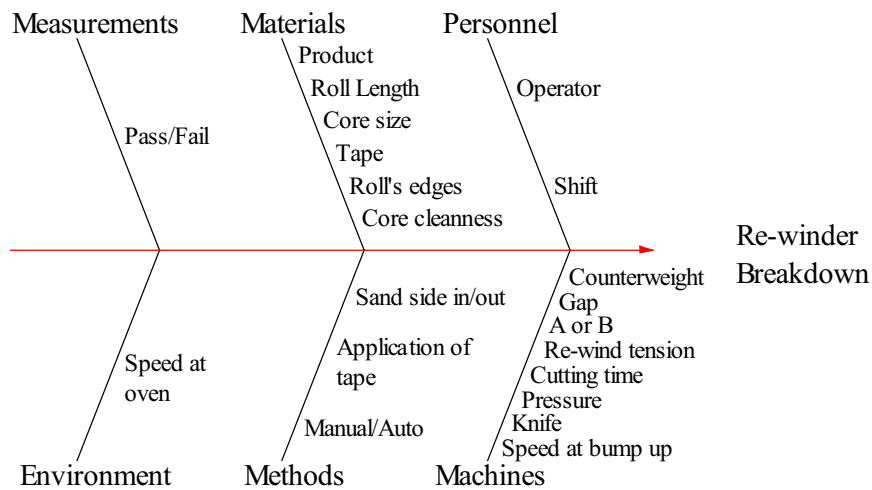 Measurements
Materials
Personnel
Product
Roll Length
Core size
Tape
Roll's edges
Core cleanness
Operator
Shift
Pass/Fail
Re-winder
Breakdown
Speed at
oven
Sand side in/out
Application of
tape
Manual/Auto
Counterweight
Gap
A or B
Re-wind tension
Cutting time
Pressure
Knife
Speed at bump up
Environment
Methods
Machines